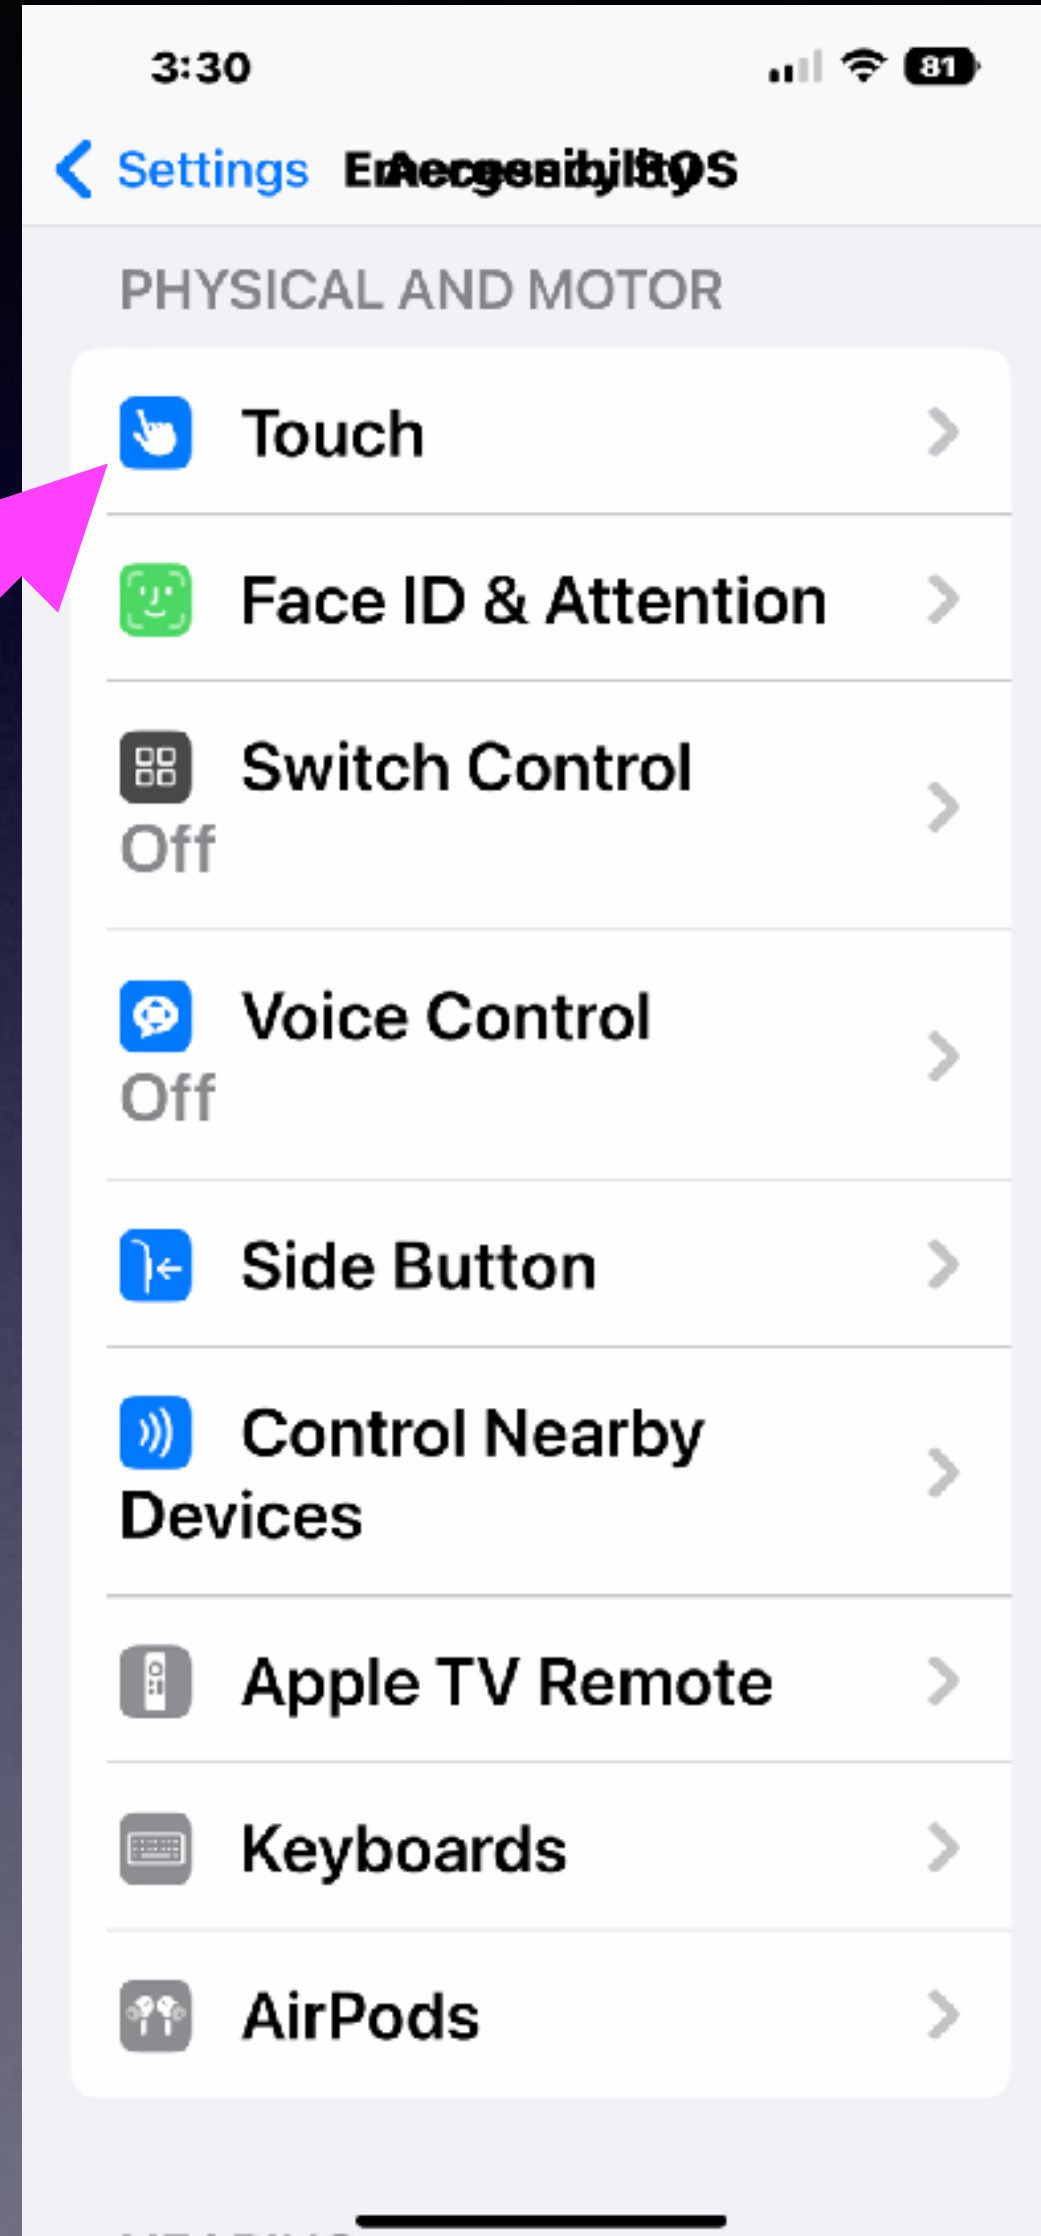 3:30
81
Settings
PHYSICAL AND MOTOR
Touch
Face ID & Attention
Switch Control
Off
Voice Control
Off
Side Button
Control Nearby
Devices
Apple TV Remote
Keyboards
AirPods